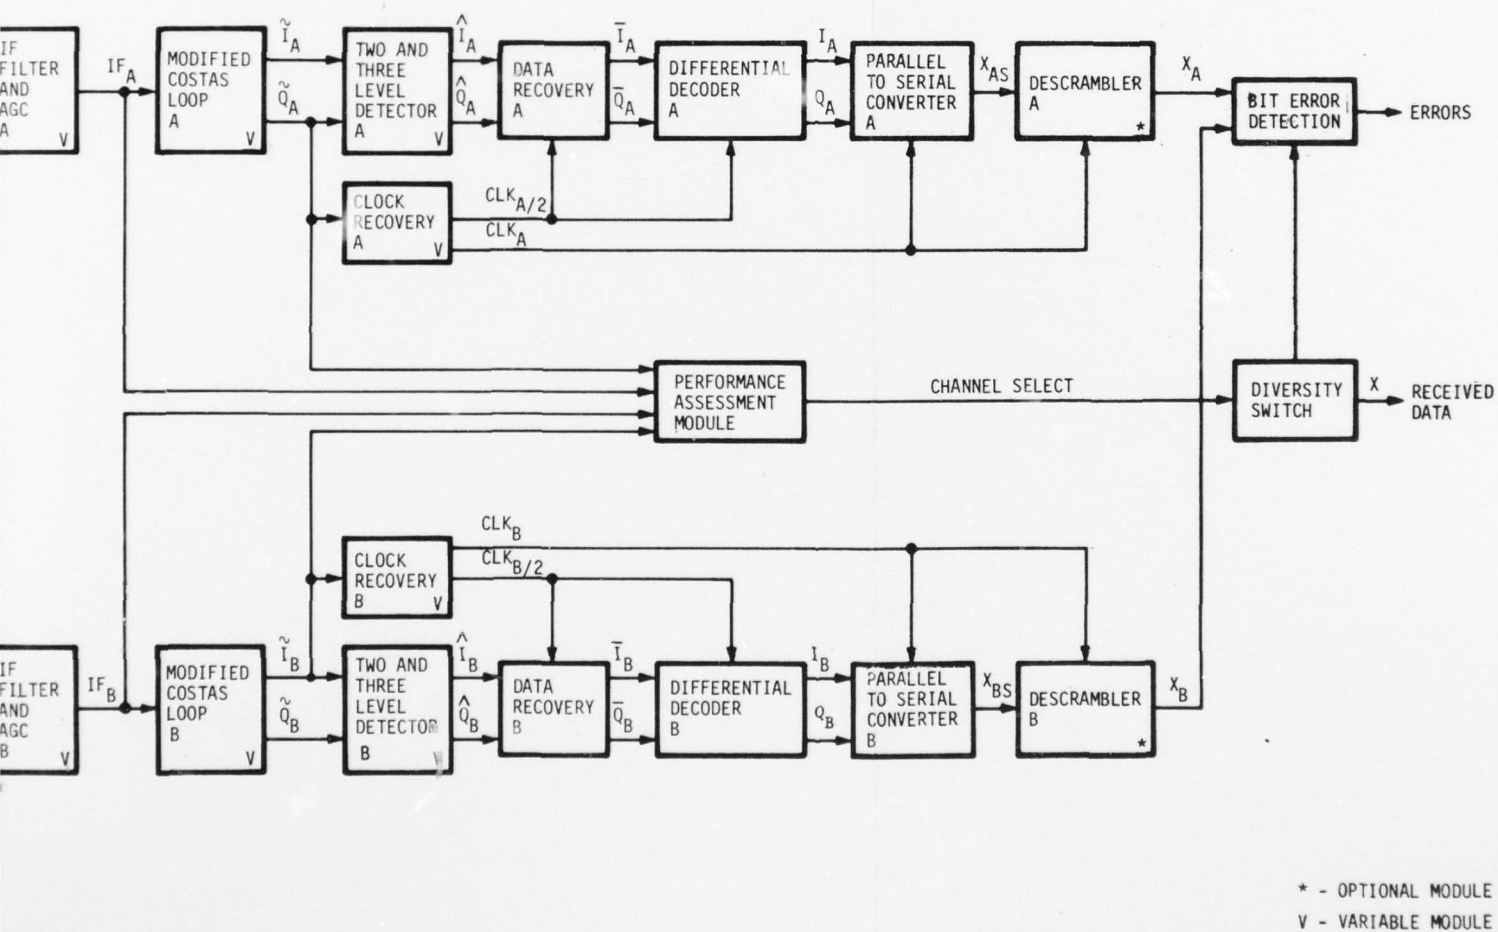 IF
FILTER
AND
AGC
A
V
IF_A
MODIFIED
COSTAS
LOOP
A
V
Ĩ_A
Q̃_A
TWO AND
THREE
LEVEL
DETECTOR
A
V
Î_A
Q̂_A
DATA
RECOVERY
A
Ī_A
Q̄_A
DIFFERENTIAL
DECODER
A
I_A
Q_A
PARALLEL
TO SERIAL
CONVERTER
A
X_AS
DESCRAMBLER
A
*
X_A
BIT ERROR
DETECTION
ERRORS
CLOCK
RECOVERY
A
V
CLK_A/2
CLK_A
PERFORMANCE
ASSESSMENT
MODULE
CHANNEL SELECT
DIVERSITY
SWITCH
X
RECEIVED
DATA
CLOCK
RECOVERY
B
V
CLK_B
CLK_B/2
IF
FILTER
AND
AGC
B
V
IF_B
MODIFIED
COSTAS
LOOP
B
V
Ĩ_B
Q̃_B
TWO AND
THREE
LEVEL
DETECTOR
B
V
Î_B
Q̂_B
DATA
RECOVERY
B
Ī_B
Q̄_B
DIFFERENTIAL
DECODER
B
I_B
Q_B
PARALLEL
TO SERIAL
CONVERTER
B
X_BS
DESCRAMBLER
B
*
X_B
* - OPTIONAL MODULE
V - VARIABLE MODULE